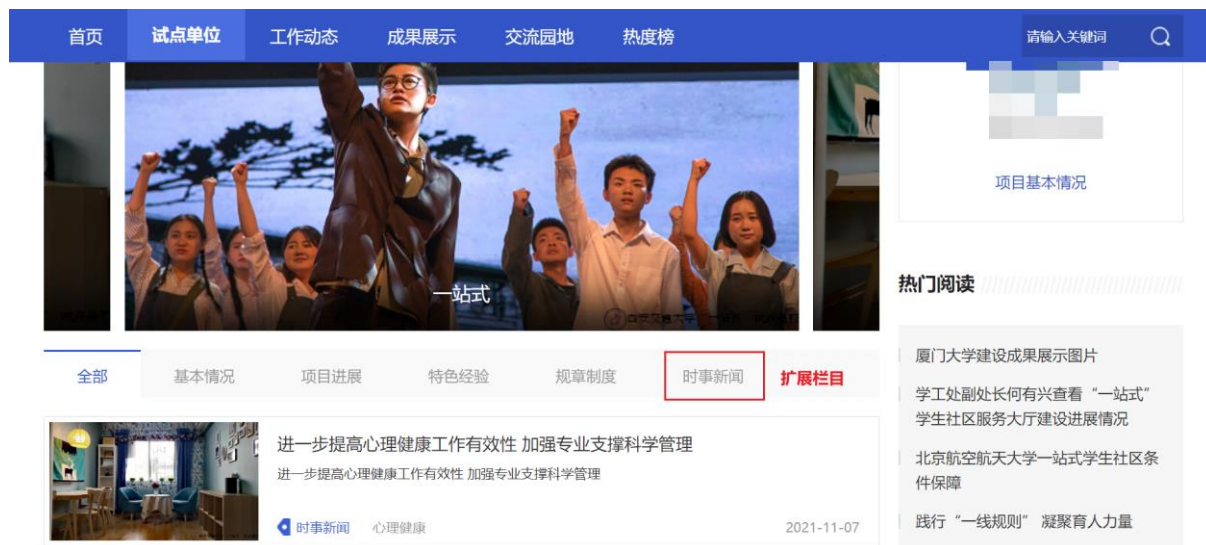 首页 试点单位 工作动态 成果展示 交流园地 热度榜 请输入关键词
一站式
项目基本情况
全部 基本情况 项目进展 特色经验 规章制度 时事新闻 扩展栏目
进一步提高心理健康工作有效性 加强专业支撑科学管理
进一步提高心理健康工作有效性 加强专业支撑科学管理
时事新闻 心理健康 2021-11-07
热门阅读
厦门大学建设成果展示图片
学工处副处长何有兴查看“一站式”
学生社区服务大厅建设进展情况
北京航空航天大学一站式学生社区条
件保障
践行“一线规则” 凝聚育人力量